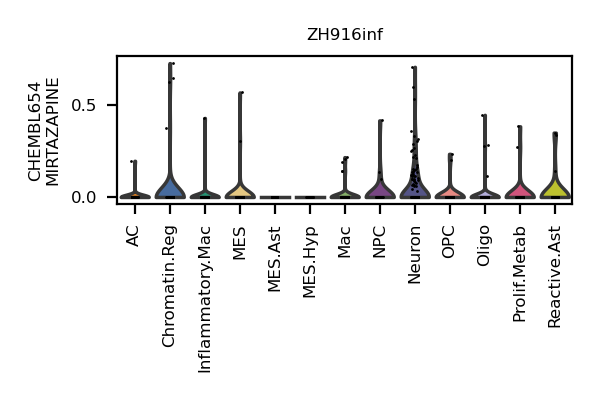 ZH916inf
CHEMBL654
MIRTAZAPINE
0.5
0.0
AC
Chromatin.Reg
Inflammatory.Mac
MES
MES.Ast
MES.Hyp
Mac
NPC
Neuron
OPC
Oligo
Prolif.Metab
Reactive.Ast